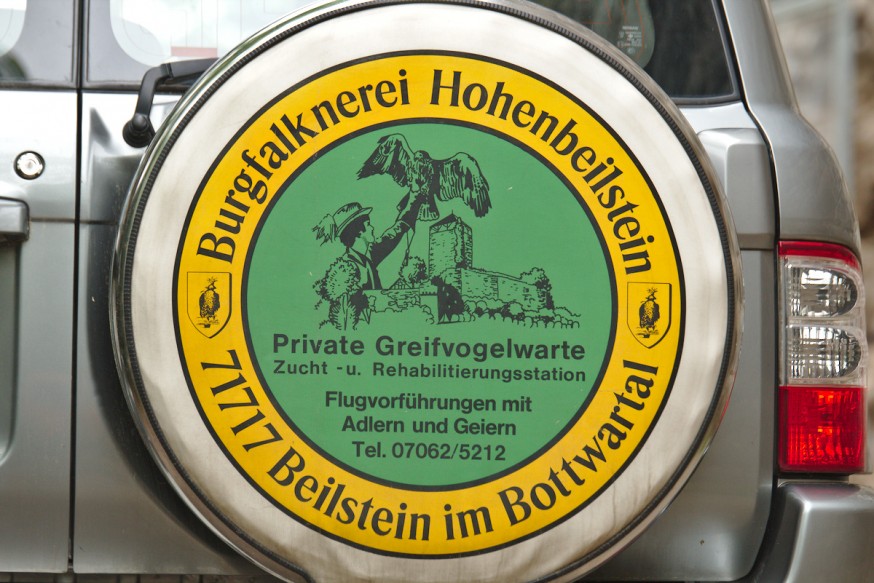 Burgfalknerei Hohenbeilstein
Private Greifvogelwarte
Zucht -u. Rehabilitierungsstation
Flugvorführungen mit
Adlern und Geiern
Tel. 07062/5212
71717 Beilstein im Bottwartal